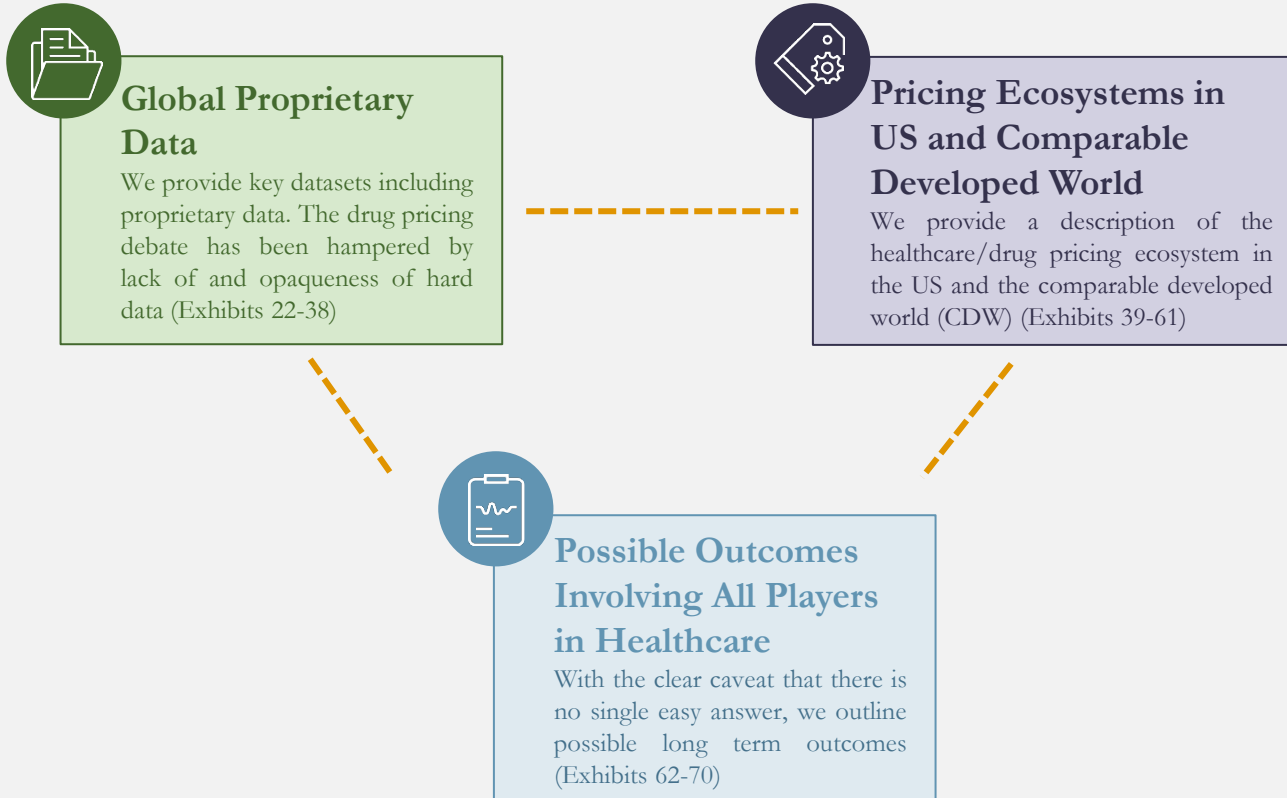 Global Proprietary
Data
We provide key datasets including
proprietary data. The drug pricing
debate has been hampered by
lack of and opaqueness of hard
data (Exhibits 22-38)
Pricing Ecosystems in
US and Comparable
Developed World
We provide a description of the
healthcare/drug pricing ecosystem in
the US and the comparable developed
world (CDW) (Exhibits 39-61)
Possible Outcomes
Involving All Players
in Healthcare
With the clear caveat that there is
no single easy answer, we outline
possible long term outcomes
(Exhibits 62-70)